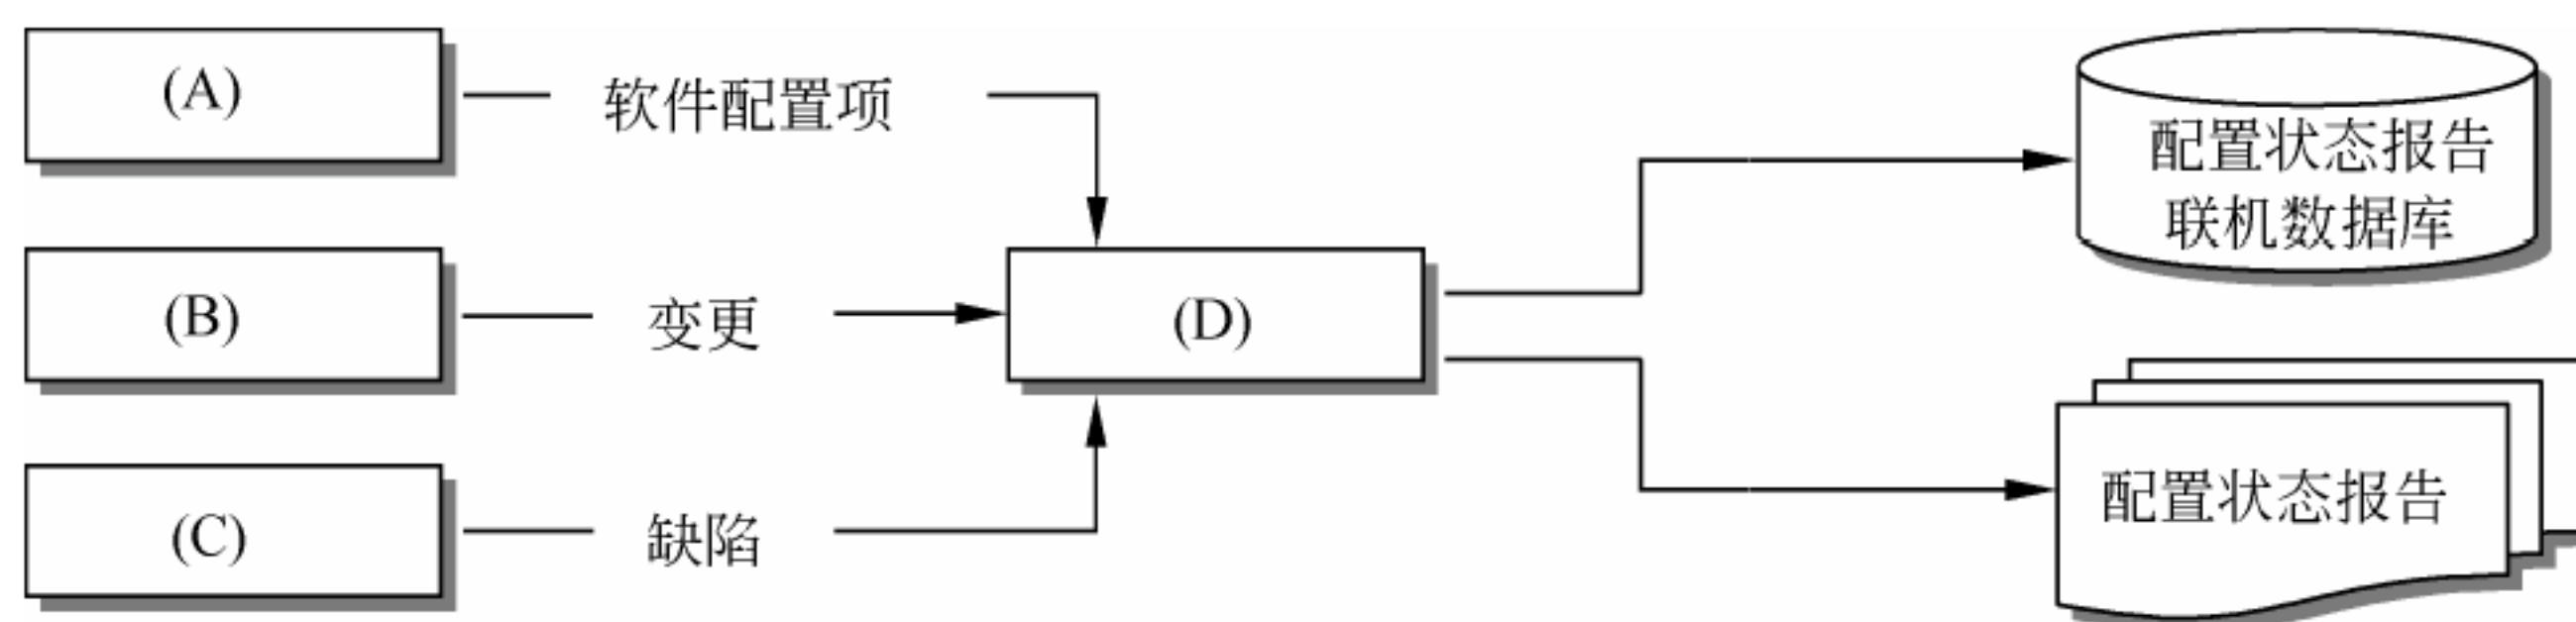 (A)
软件配置项
配置状态报告
联机数据库
(B)
变更
(D)
配置状态报告
(C)
缺陷